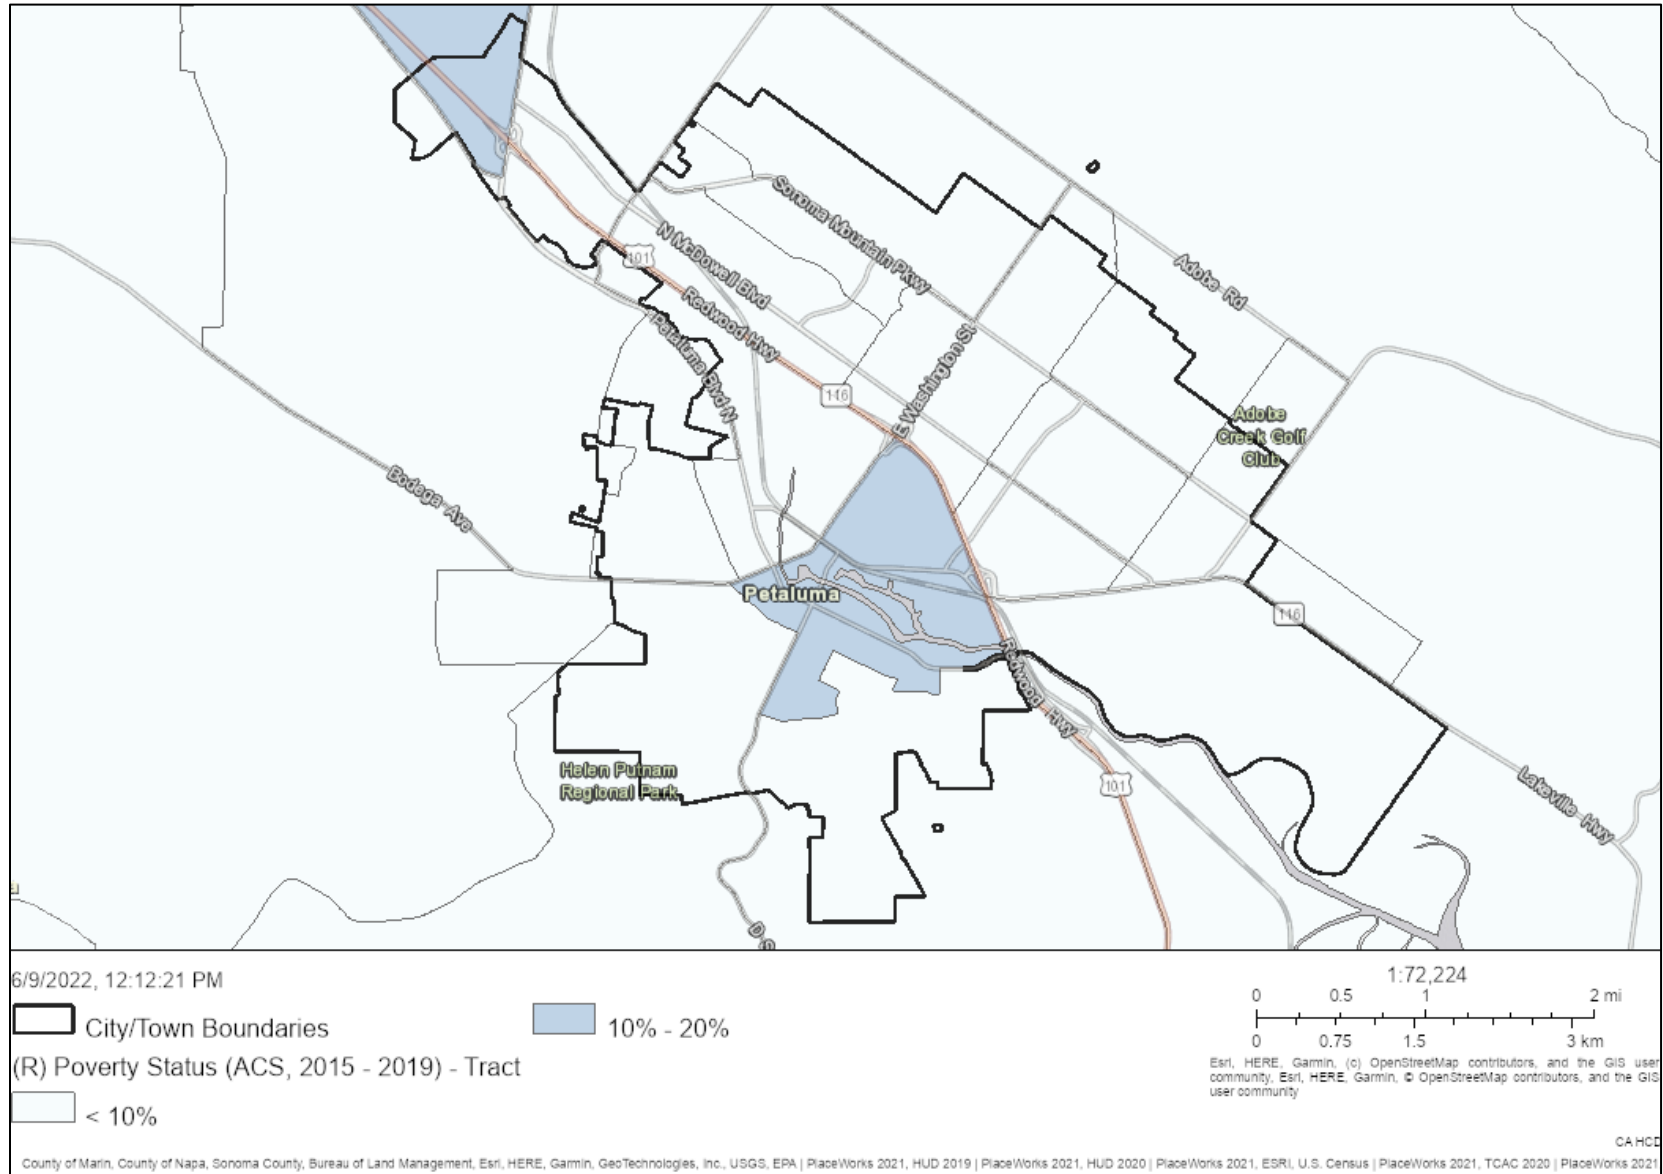 Sonoma Mountain Pkwy
N McDowell Blvd
101
Redwood Hwy
Petaluma Blvd N
Adobe Rd
E Washington St
116
Adobe
Creek Golf
Club
Bodega Ave
Petaluma
116
Redwood Hwy
Helen Putnam
Regional Park
101
Lakeville Hwy
a
D S
6/9/2022, 12:12:21 PM
City/Town Boundaries
10% - 20%
(R) Poverty Status (ACS, 2015 - 2019) - Tract
< 10%
1:72,224
0 0.5 1 2 mi
0 0.75 1.5 3 km
Esri, HERE, Garmin, (c) OpenStreetMap contributors, and the GIS user
community, Esri, HERE, Garmin, © OpenStreetMap contributors, and the GIS
user community
CA HCD
County of Marin, County of Napa, Sonoma County, Bureau of Land Management, Esri, HERE, Garmin, GeoTechnologies, Inc., USGS, EPA | PlaceWorks 2021, HUD 2019 | PlaceWorks 2021, HUD 2020 | PlaceWorks 2021, ESRI, U.S. Census | PlaceWorks 2021, TCAC 2020 | PlaceWorks 2021